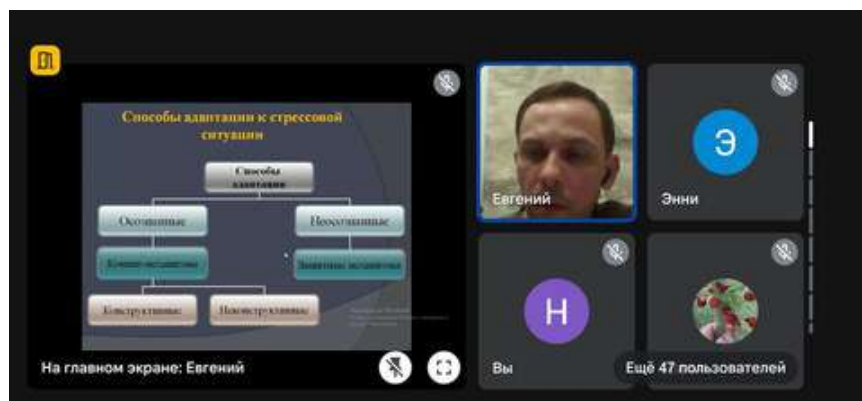 Способы адаптации к стрессовой
ситуации
Способы
адаптации
Осознанные
Неосознанные
Копинг-механизмы
Защитные механизмы
Конструктивные
Неконструктивные
На главном экране: Евгений
Евгений
Э
Энни
Н
Вы
Ещё 47 пользователей